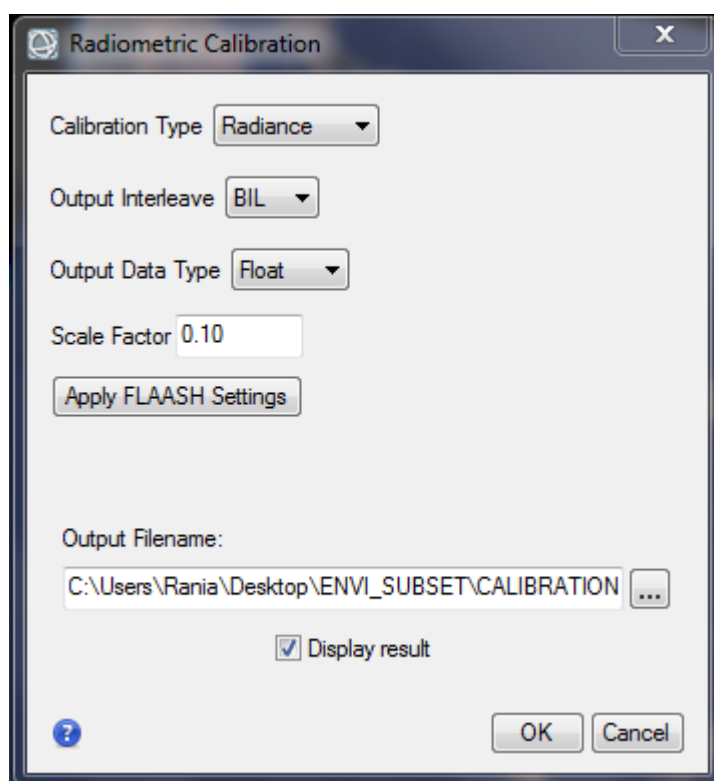 Radiometric Calibration
x
Calibration Type Radiance
Output Interleave BIL
Output Data Type Float
Scale Factor 0.10
Apply FLAASH Settings
Output Filename:
C:\Users\Rania\Desktop\ENVI_SUBSET\CALIBRATION ...
Display result
? OK Cancel